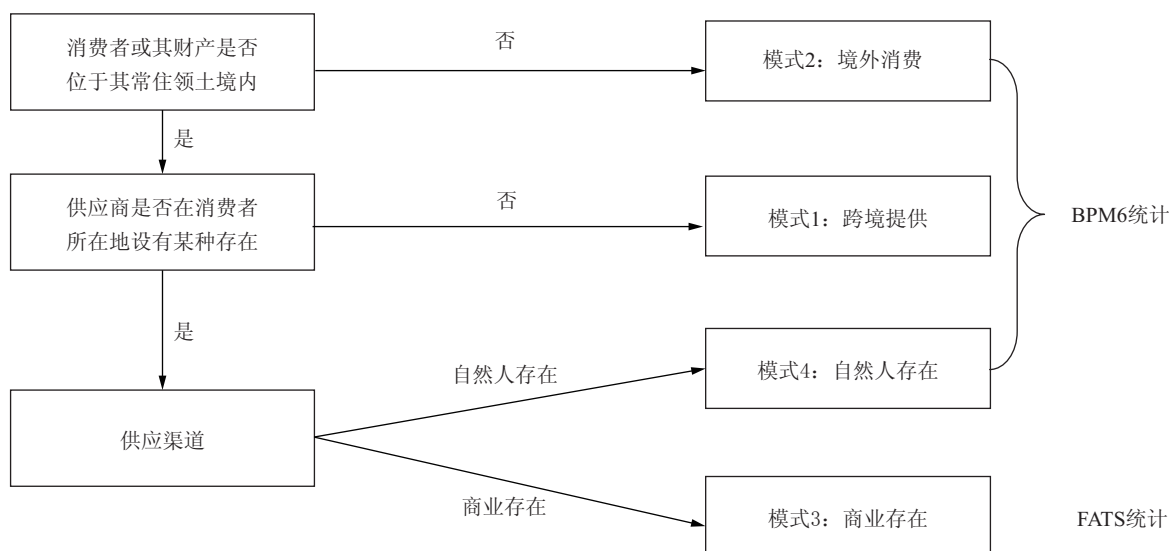 消费者或其财产是否
位于其常住领土境内
否
模式2：境外消费
是
供应商是否在消费者
所在地设有某种存在
否
模式1：跨境提供
BPM6统计
是
自然人存在
模式4：自然人存在
供应渠道
商业存在
模式3：商业存在
FATS统计